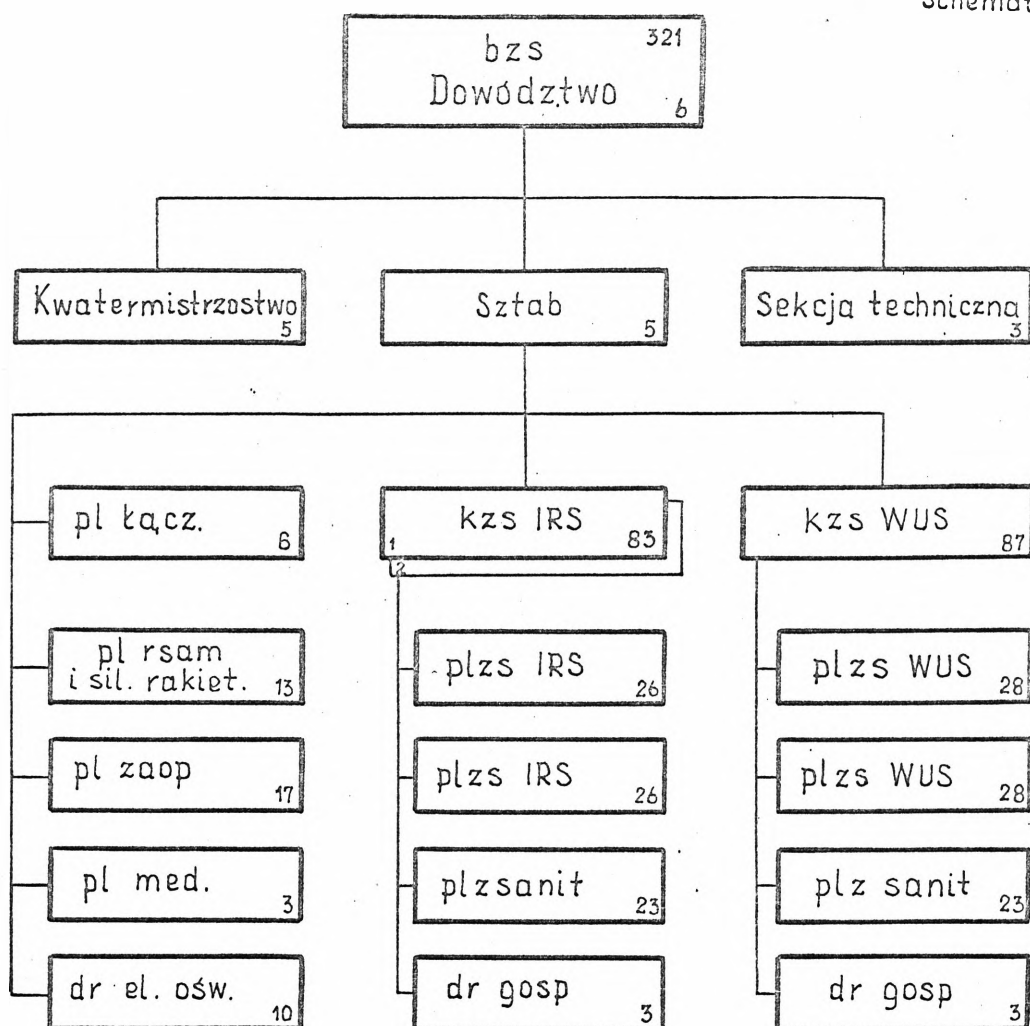 Schemat
bzs 321
Dowództwo 6
Kwatermistrzostwo 5
Sztab 5
Sekcja techniczna 3
pl łącz. 6
kzs IRS 83
1
2
kzs WUS 87
pl rsam
i sil. rakiet. 13
plzs IRS 26
plzs WUS 28
pl zaop 17
plzs IRS 26
plzs WUS 28
pl med. 3
plzsanit 23
plz sanit 23
dr el. ośw. 10
dr gosp 3
dr gosp 3